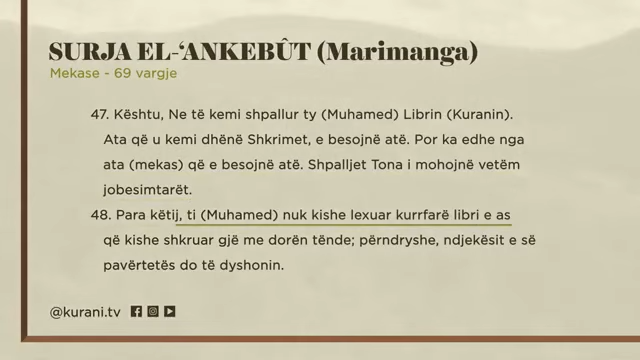 SURJA EL-‘ANKEBÛT (Marimanga)
Mekase - 69 vargje
47. Kështu, Ne të kemi shpallur ty (Muhamed) Librin (Kuranin).
Ata që u kemi dhënë Shkrimet, e besojnë atë. Por ka edhe nga
ata (mekas) që e besojnë atë. Shpalljet Tona i mohojnë vetëm
jobesimtarët.
48. Para këtij, ti (Muhamed) nuk kishe lexuar kurrfarë libri e as
që kishe shkruar gjë me dorën tënde; përndryshe, ndjekësit e së
pavërtetës do të dyshonin.
@kurani.tv